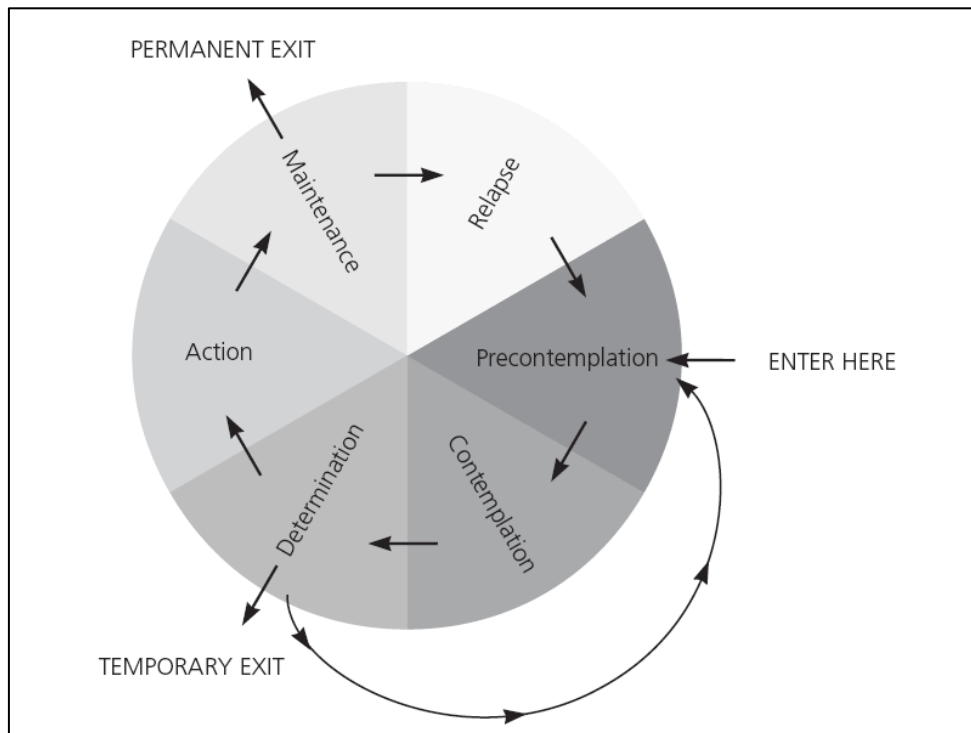 PERMANENT EXIT
Maintenance
Relapse
Action
Precontemplation
ENTER HERE
Determination
Contemplation
TEMPORARY EXIT